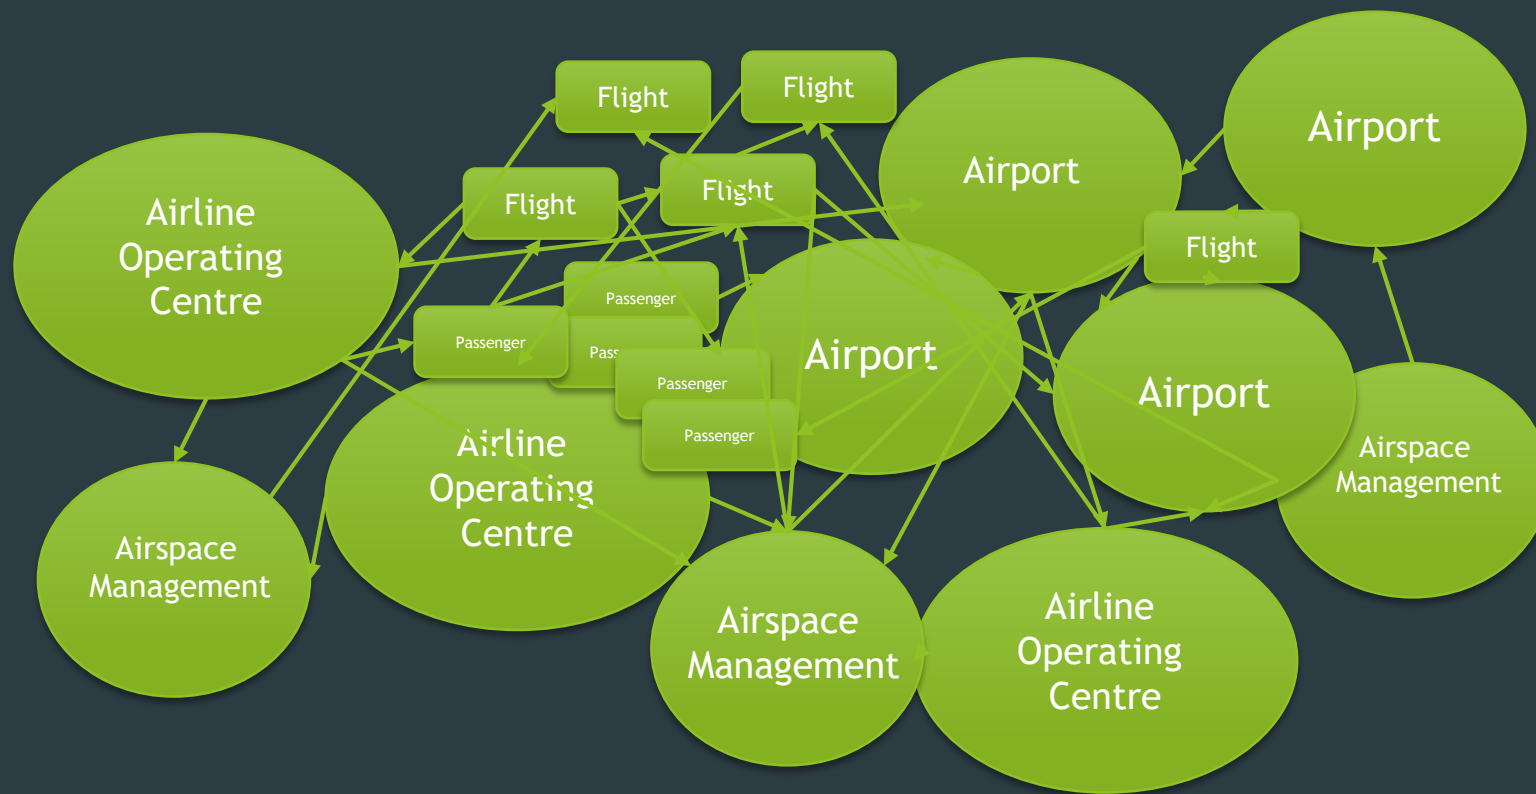 Flight
Flight
Airport
Airport
Airline
Operating
Centre
Flight
Flight
Flight
Passenger
Passenger
Pass
Passenger
Passenger
Airport
Airport
Airline
Operating
Centre
Airspace
Management
Airspace
Management
Airspace
Management
Airline
Operating
Centre